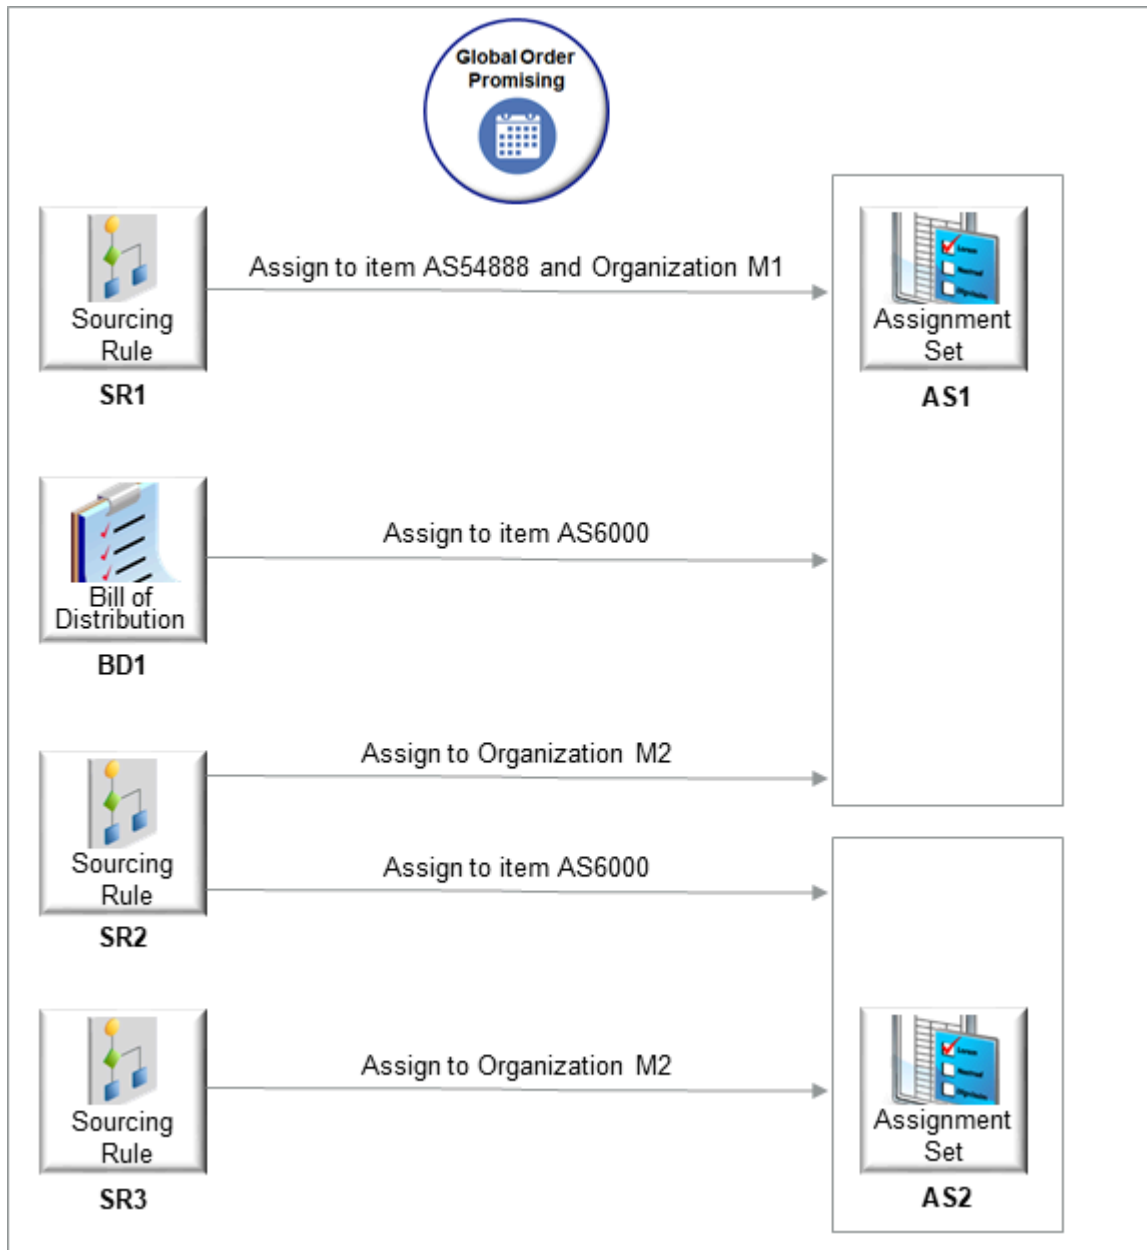 Global Order
Promising
Assign to item AS54888 and Organization M1
Sourcing
Rule
SR1
Assignment
Set
AS1
Assign to item AS6000
Bill of
Distribution
BD1
Assign to Organization M2
Assign to item AS6000
Sourcing
Rule
SR2
Assign to Organization M2
Sourcing
Rule
SR3
Assignment
Set
AS2